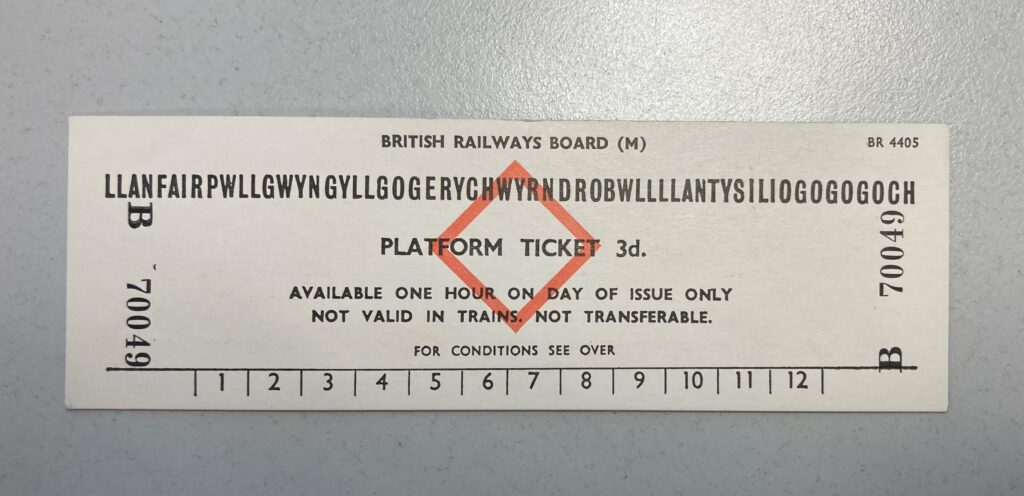 BRITISH RAILWAYS BOARD (M)
BR 4405
LLANFAIRPWLLGWYNGYLLGOGERYCHWYRNDROBWLLLLANTYSILIOGOGOGOCH
PLATFORM TICKET 3d.
AVAILABLE ONE HOUR ON DAY OF ISSUE ONLY
NOT VALID IN TRAINS. NOT TRANSFERABLE.
FOR CONDITIONS SEE OVER
1 2 3 4 5 6 7 8 9 10 11 12
B 70049
B 70049